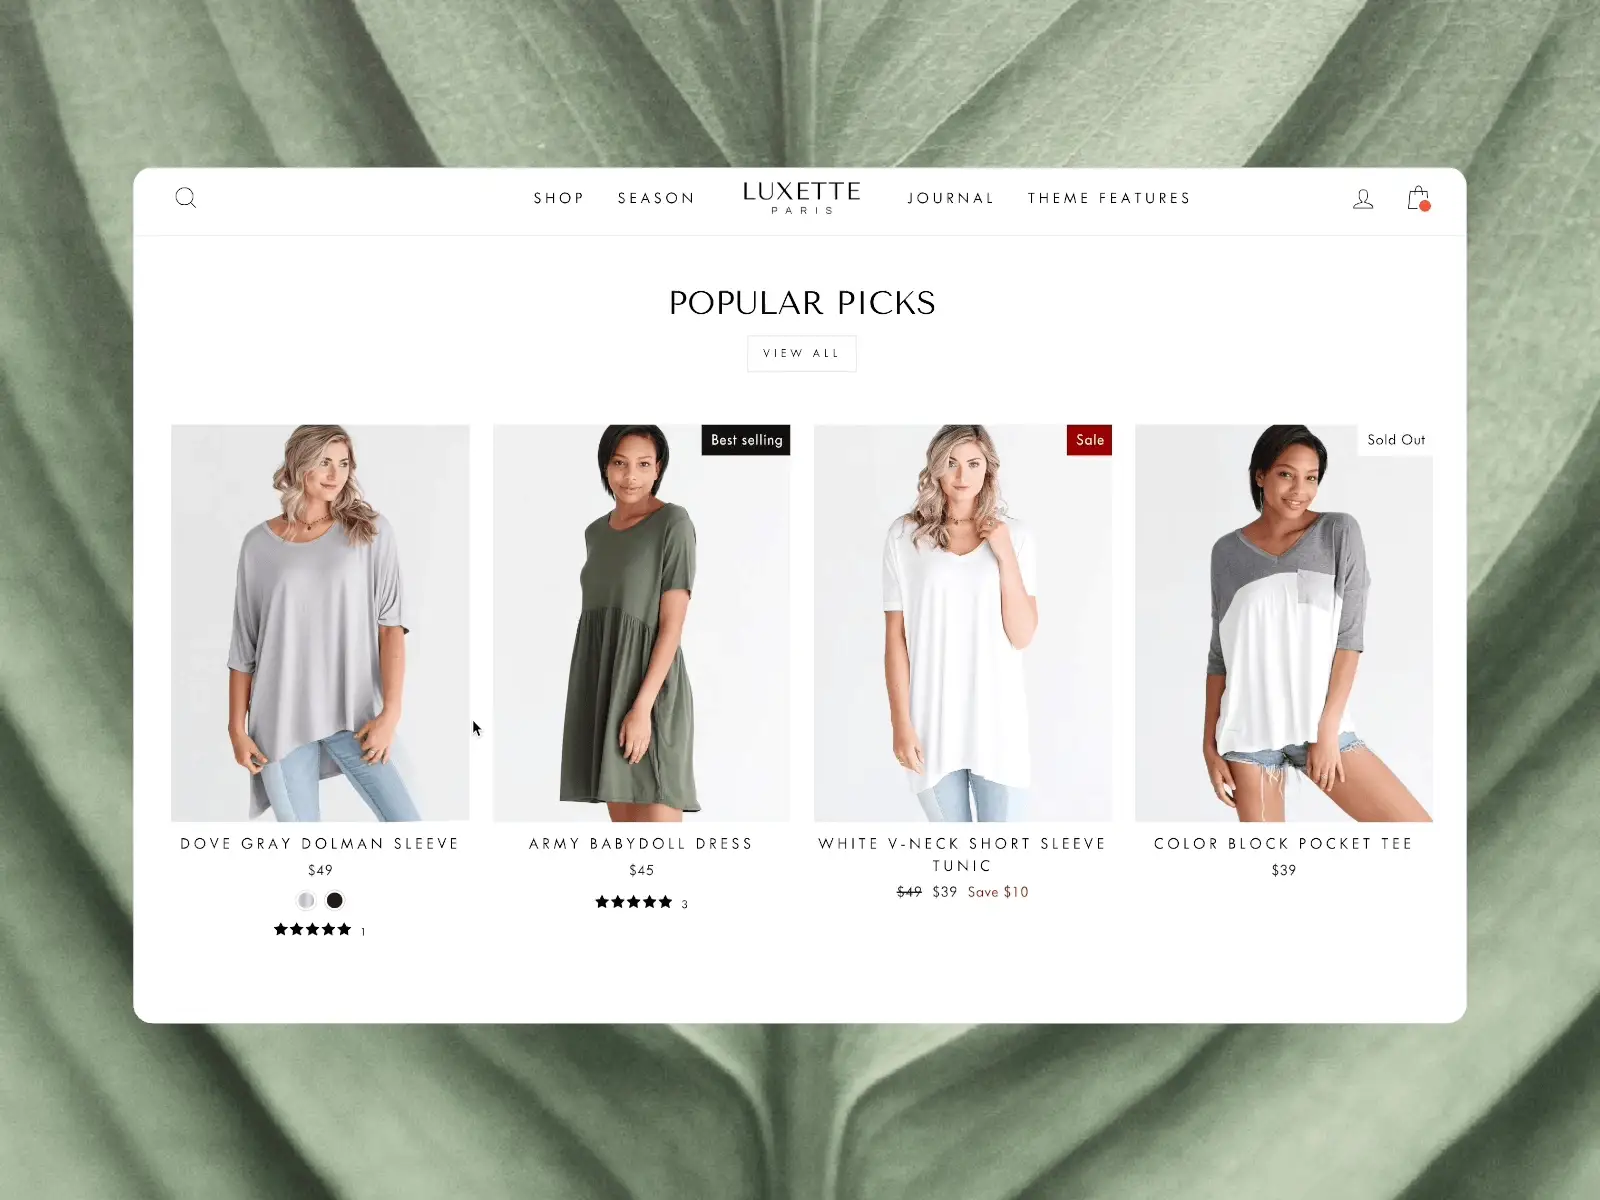 SHOP
SEASON
LUXETTE
PARIS
JOURNAL
THEME FEATURES
POPULAR PICKS
VIEW ALL
Best selling
Sale
Sold Out
DOVE GRAY DOLMAN SLEEVE
$49
1
ARMY BABYDOLL DRESS
$45
3
WHITE V-NECK SHORT SLEEVE
TUNIC
$49 $39 Save $10
COLOR BLOCK POCKET TEE
$39